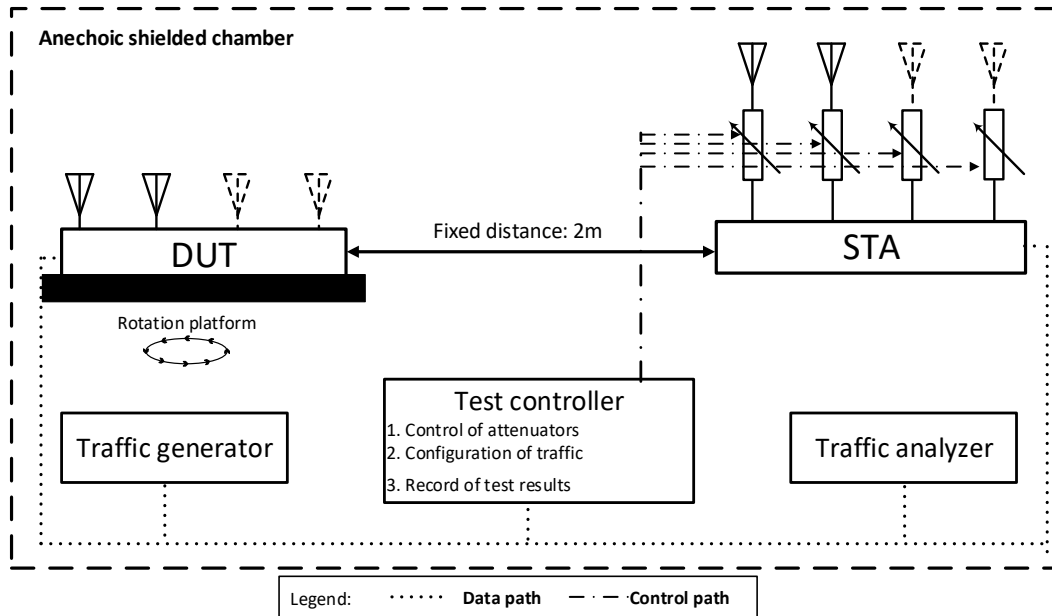 Anechoic shielded chamber
Fixed distance: 2m
DUT
STA
Rotation platform
Test controller
1. Control of attenuators
2. Configuration of traffic
3. Record of test results
Traffic generator
Traffic analyzer
Legend: Data path Control path